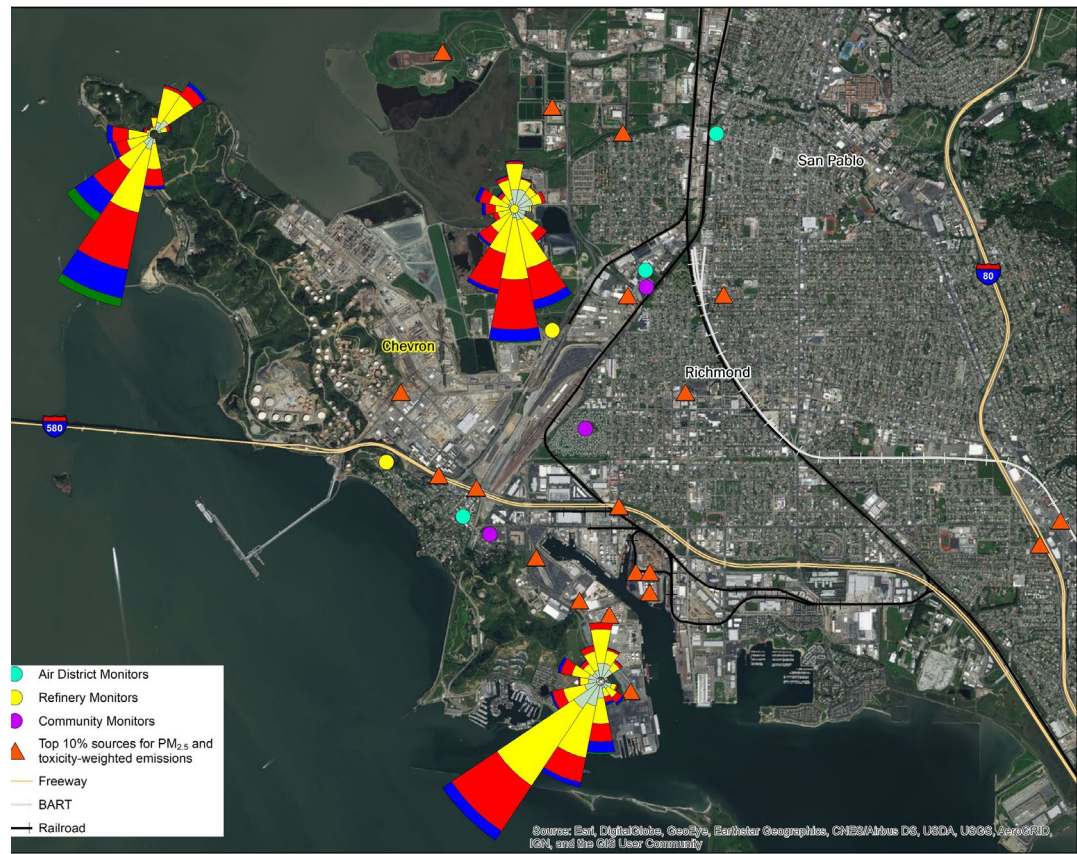 San Pablo
80
Chevron
Richmond
580
Air District Monitors
Refinery Monitors
Community Monitors
Top 10% sources for PM2.5 and
toxicity-weighted emissions
Freeway
BART
Railroad
Source: Esri, DigitalGlobe, GeoEye, Earthstar Geographics, CNES/Airbus DS, USDA, USGS, AeroGRID,
IGN, and the GIS User Community